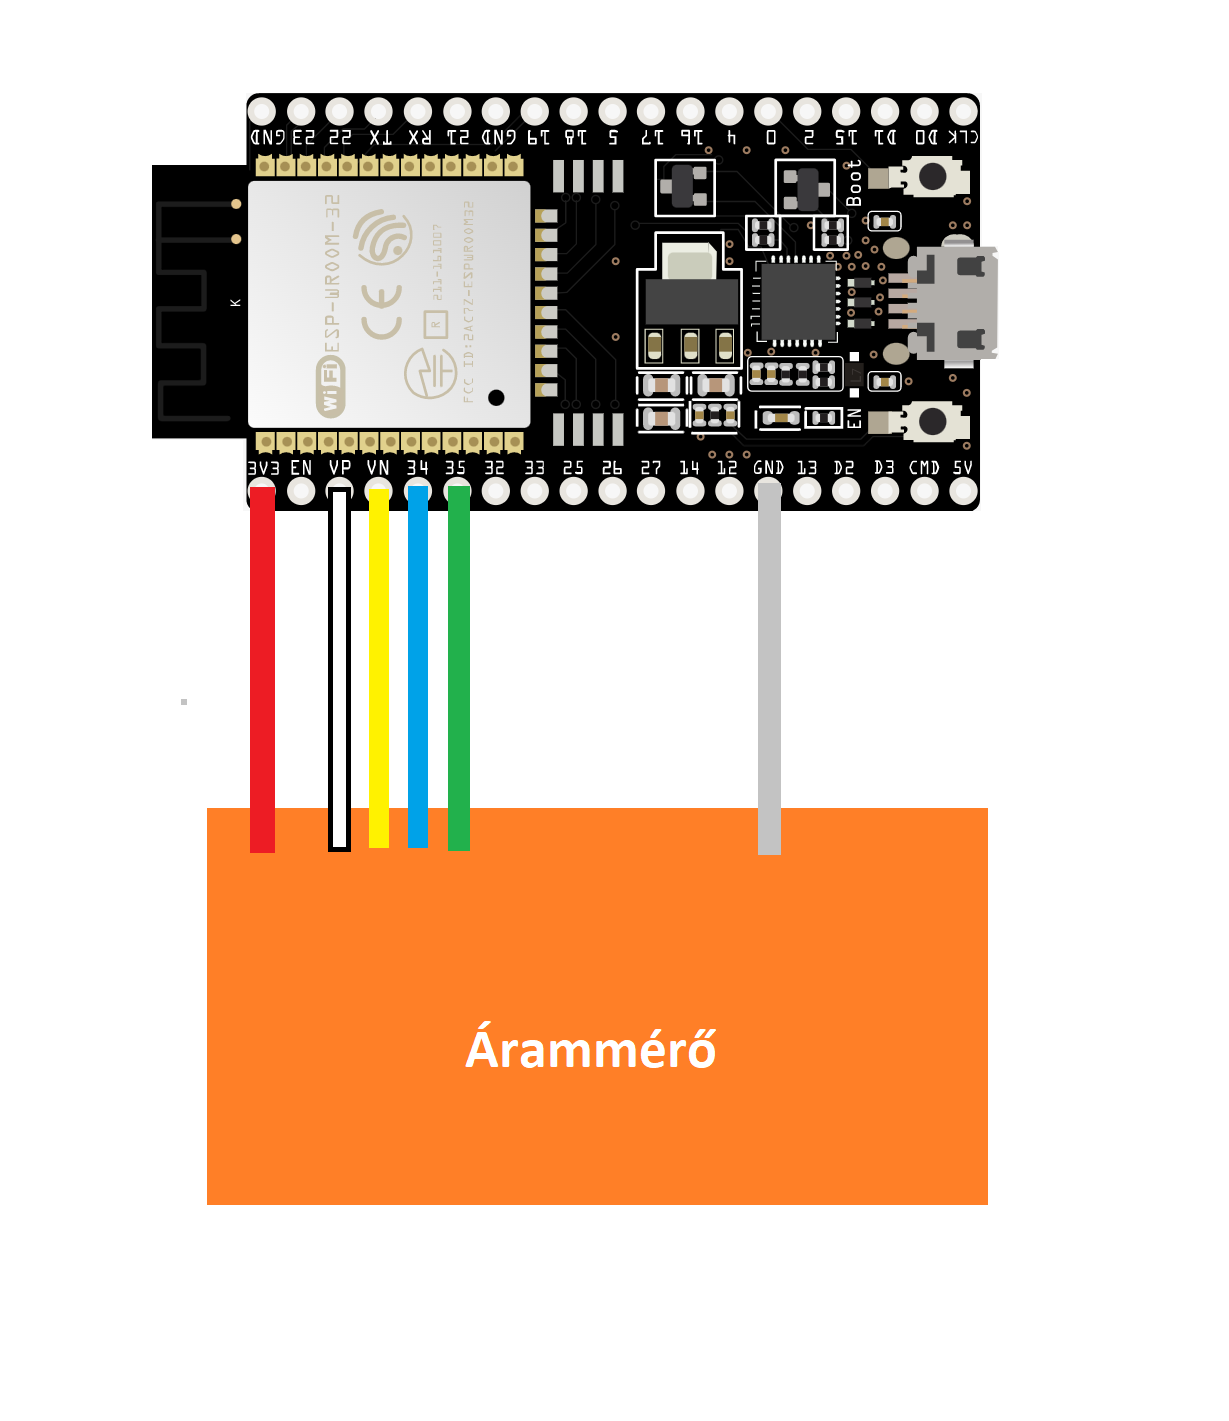 GND 23 22 TX RX 21 GND 19 18 5 17 16 4 0 2 15 D1 D0 CLK
Boot
ESP-WROOM-32
WiFi
CE
R
211-161007
FCC ID:2AC7Z-ESPWROOM32
K
EN
3V3 EN VP VN 34 35 32 33 25 26 27 14 12 GND 13 D2 D3 CMD 5V
Árammérő